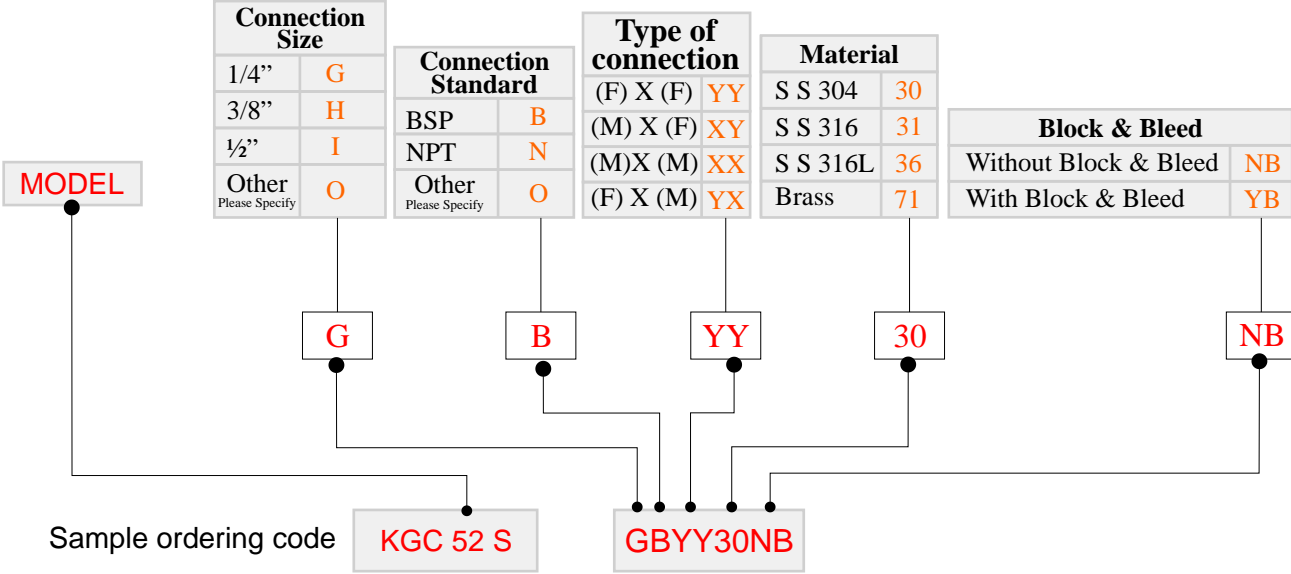 Connection
Size
1/4” G
3/8” H
½” I
Other
Please Specify
O
Connection
Standard
BSP B
NPT N
Other
Please Specify
O
Type of
connection
(F) X (F) YY
(M) X (F) XY
(M)X (M) XX
(F) X (M) YX
Material
S S 304 30
S S 316 31
S S 316L 36
Brass 71
Block & Bleed
Without Block & Bleed NB
With Block & Bleed YB
MODEL
G B YY 30 NB
Sample ordering code KGC 52 S GBYY30NB